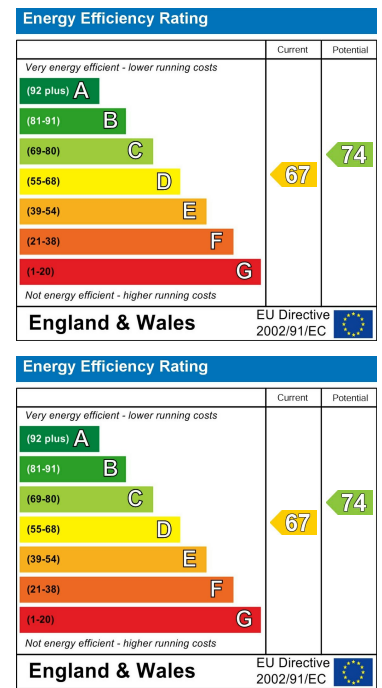 Energy Efficiency Rating
Current Potential
Very energy efficient - lower running costs
(92 plus) A
(81-91) B
(69-80) C 74
(55-68) D 67
(39-54) E
(21-38) F
(1-20) G
Not energy efficient - higher running costs
England & Wales EU Directive
2002/91/EC
Energy Efficiency Rating
Current Potential
Very energy efficient - lower running costs
(92 plus) A
(81-91) B
(69-80) C 74
(55-68) D 67
(39-54) E
(21-38) F
(1-20) G
Not energy efficient - higher running costs
England & Wales EU Directive
2002/91/EC